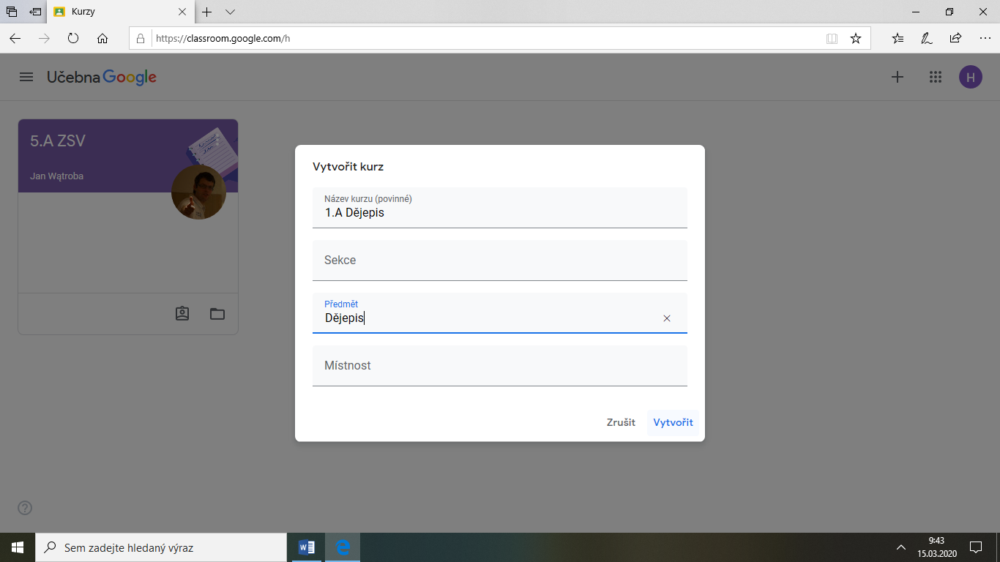 Kurzy
https://classroom.google.com/h
Učebna Google
H
5.A ZSV
Jan Wątroba
Vytvořit kurz
Název kurzu (povinné)
1.A Dějepis
Sekce
Předmět
Dějepis
Místnost
Zrušit
Vytvořit
Sem zadejte hledaný výraz
9:43
15.03.2020